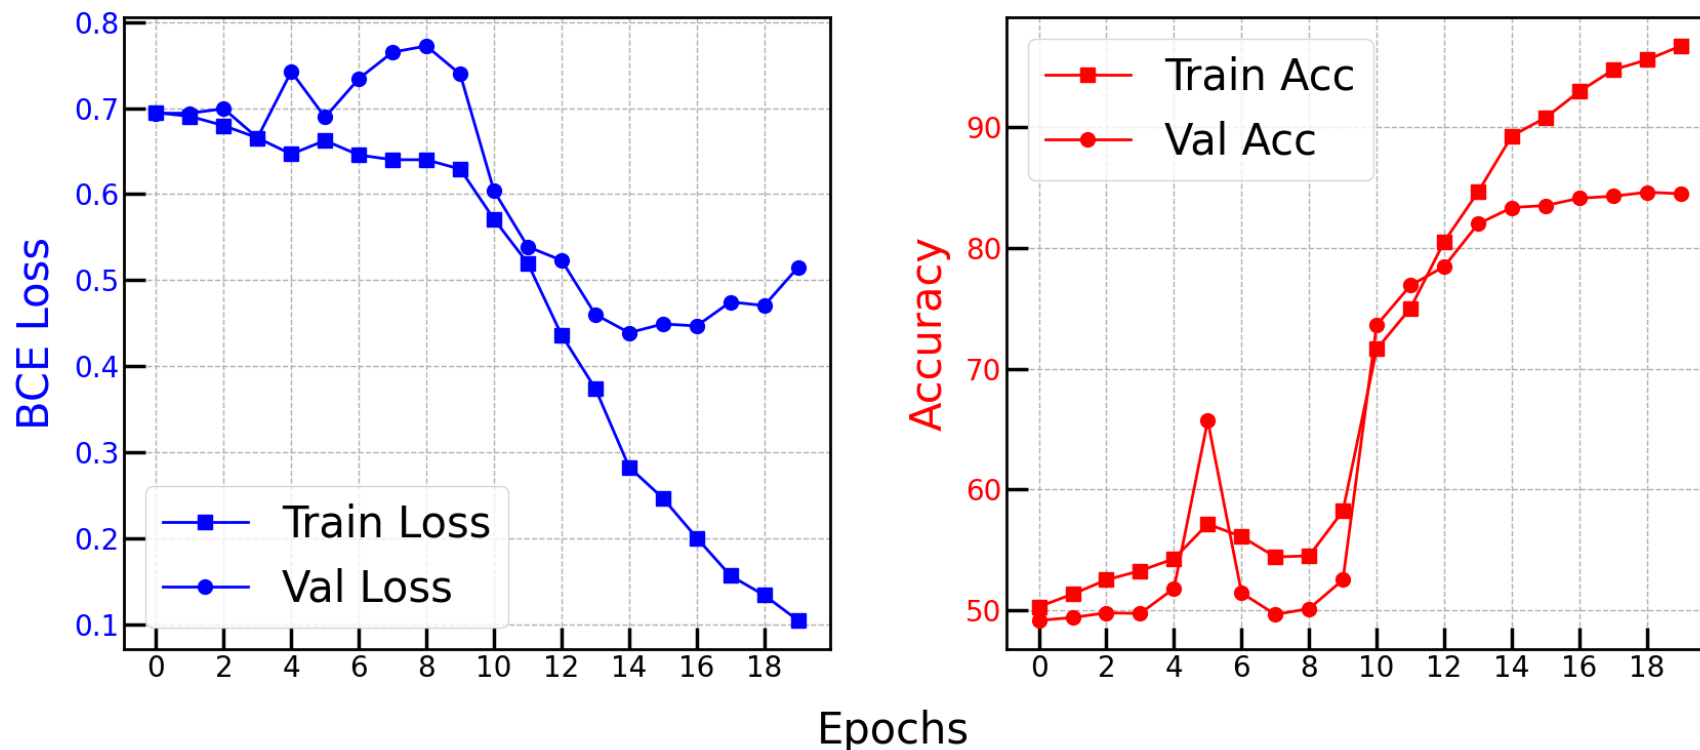 0.8
0.7
0.6
0.5
0.4
0.3
0.2
0.1
BCE Loss
Train Loss
Val Loss
0 2 4 6 8 10 12 14 16 18
90
80
70
60
50
Accuracy
Train Acc
Val Acc
0 2 4 6 8 10 12 14 16 18
Epochs